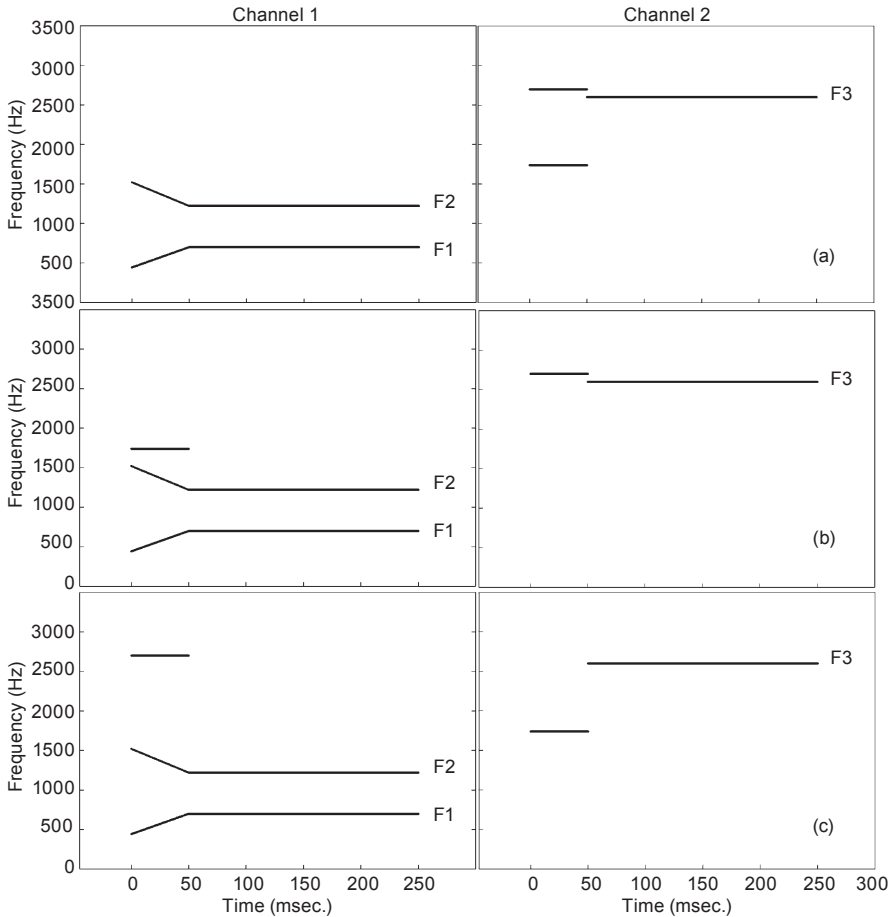 Channel 1
Channel 2
3500
3000
2500
2000
1500
1000
500
Frequency (Hz)
F2
F1
F3
(a)
3500
3000
2500
2000
1500
1000
500
0
Frequency (Hz)
F2
F1
F3
(b)
3000
2500
2000
1500
1000
500
0
Frequency (Hz)
F2
F1
F3
(c)
0 50 100 150 200 250
Time (msec.)
0 50 100 150 200 250 300
Time (msec.)